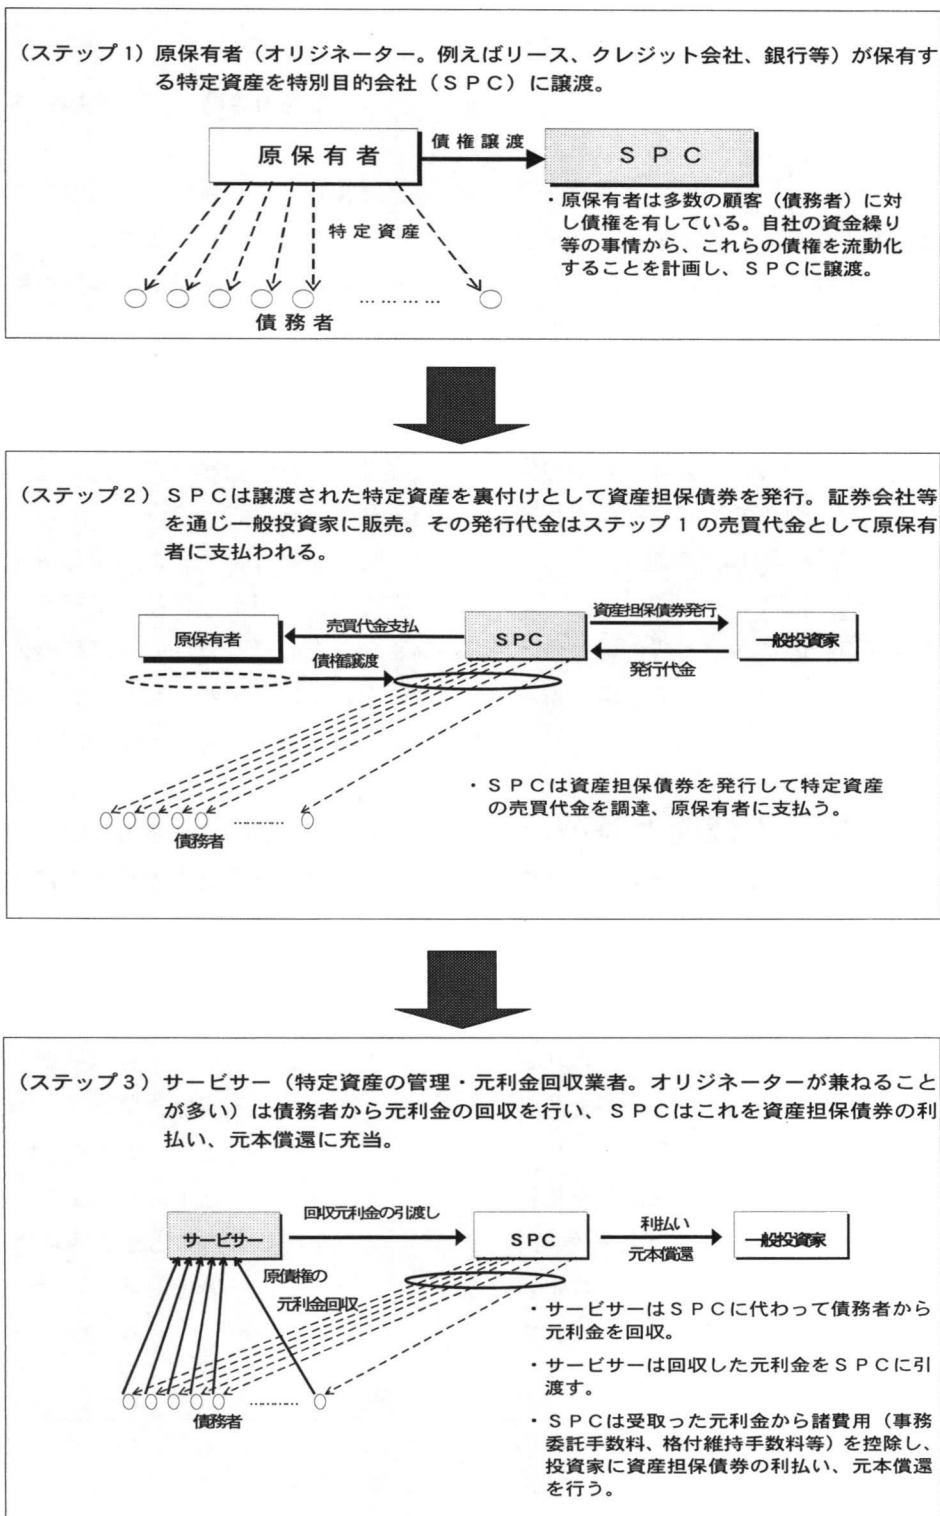 (ステップ1) 原保有者(オリジネーター。例えばリース、クレジット会社、銀行等)が保有す
る特定資産を特別目的会社(SPC)に譲渡。
原保有者
債権譲渡
SPC
特定資産
・原保有者は多数の顧客(債務者)に対
し債権を有している。自社の資金繰り
等の事情から、これらの債権を流動化
することを計画し、SPCに譲渡。
…………
債務者
(ステップ2) SPCは譲渡された特定資産を裏付けとして資産担保債券を発行。証券会社等
を通じ一般投資家に販売。その発行代金はステップ1の売買代金として原保有
者に支払われる。
原保有者
売買代金支払
債権譲渡
SPC
資産担保債券発行
発行代金
一般投資家
・SPCは資産担保債券を発行して特定資産
の売買代金を調達、原保有者に支払う。
…………
債務者
(ステップ3) サービサー(特定資産の管理・元利金回収業者。オリジネーターが兼ねること
が多い)は債務者から元利金の回収を行い、SPCはこれを資産担保債券の利
払い、元本償還に充当。
サービサー
回収元利金の引渡し
SPC
利払い
元本償還
一般投資家
原債権の
元利金回収
・サービサーはSPCに代わって債務者から
元利金を回収。
・サービサーは回収した元利金をSPCに引
渡す。
・SPCは受取った元利金から諸費用(事務
委託手数料、格付維持手数料等)を控除し、
投資家に資産担保債券の利払い、元本償還
を行う。
…………
債務者